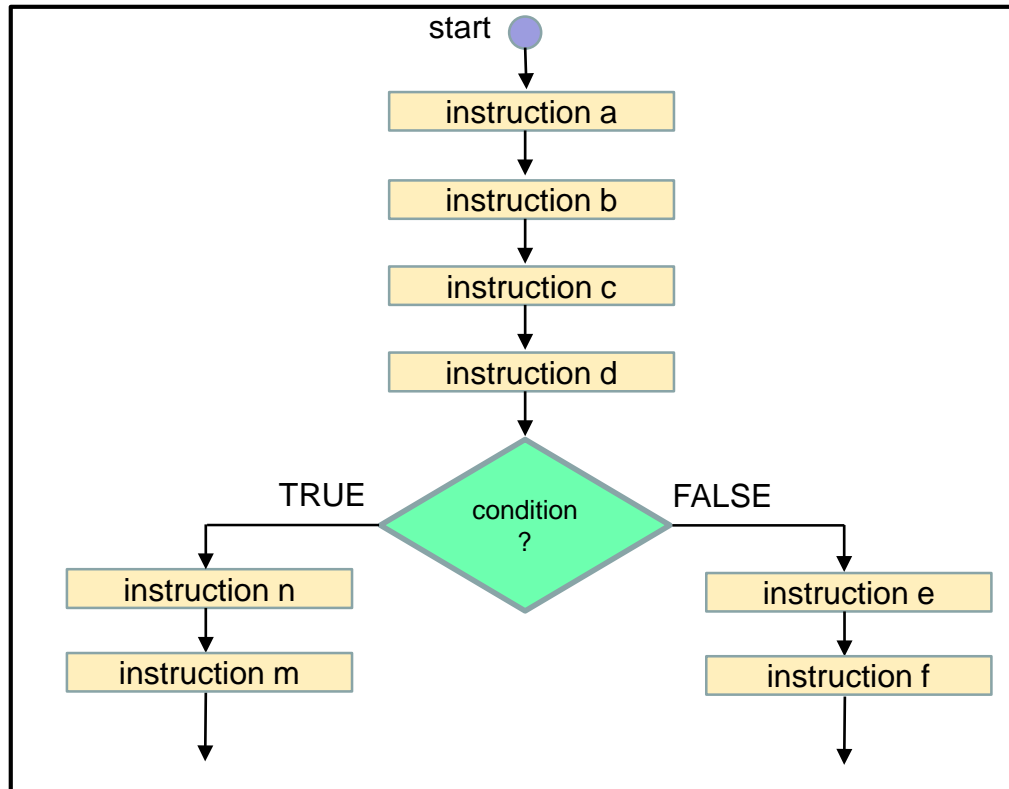 start
instruction a
instruction b
instruction c
instruction d
TRUE
condition
?
FALSE
instruction n
instruction e
instruction m
instruction f